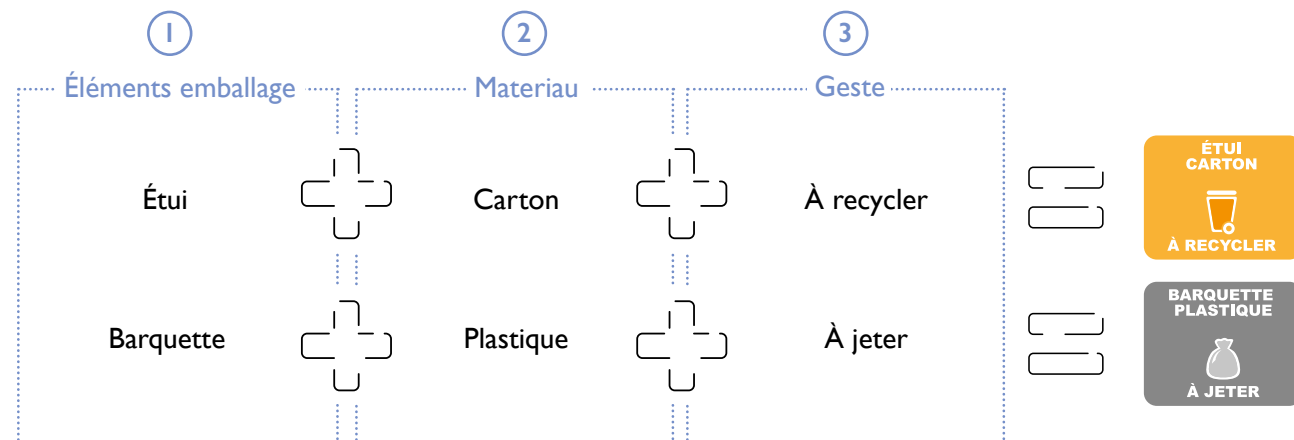 1
2
3
Éléments emballage
Materiau
Geste
Étui
Carton
À recycler
ÉTUI
CARTON
À RECYCLER
Barquette
Plastique
À jeter
BARQUETTE
PLASTIQUE
À JETER